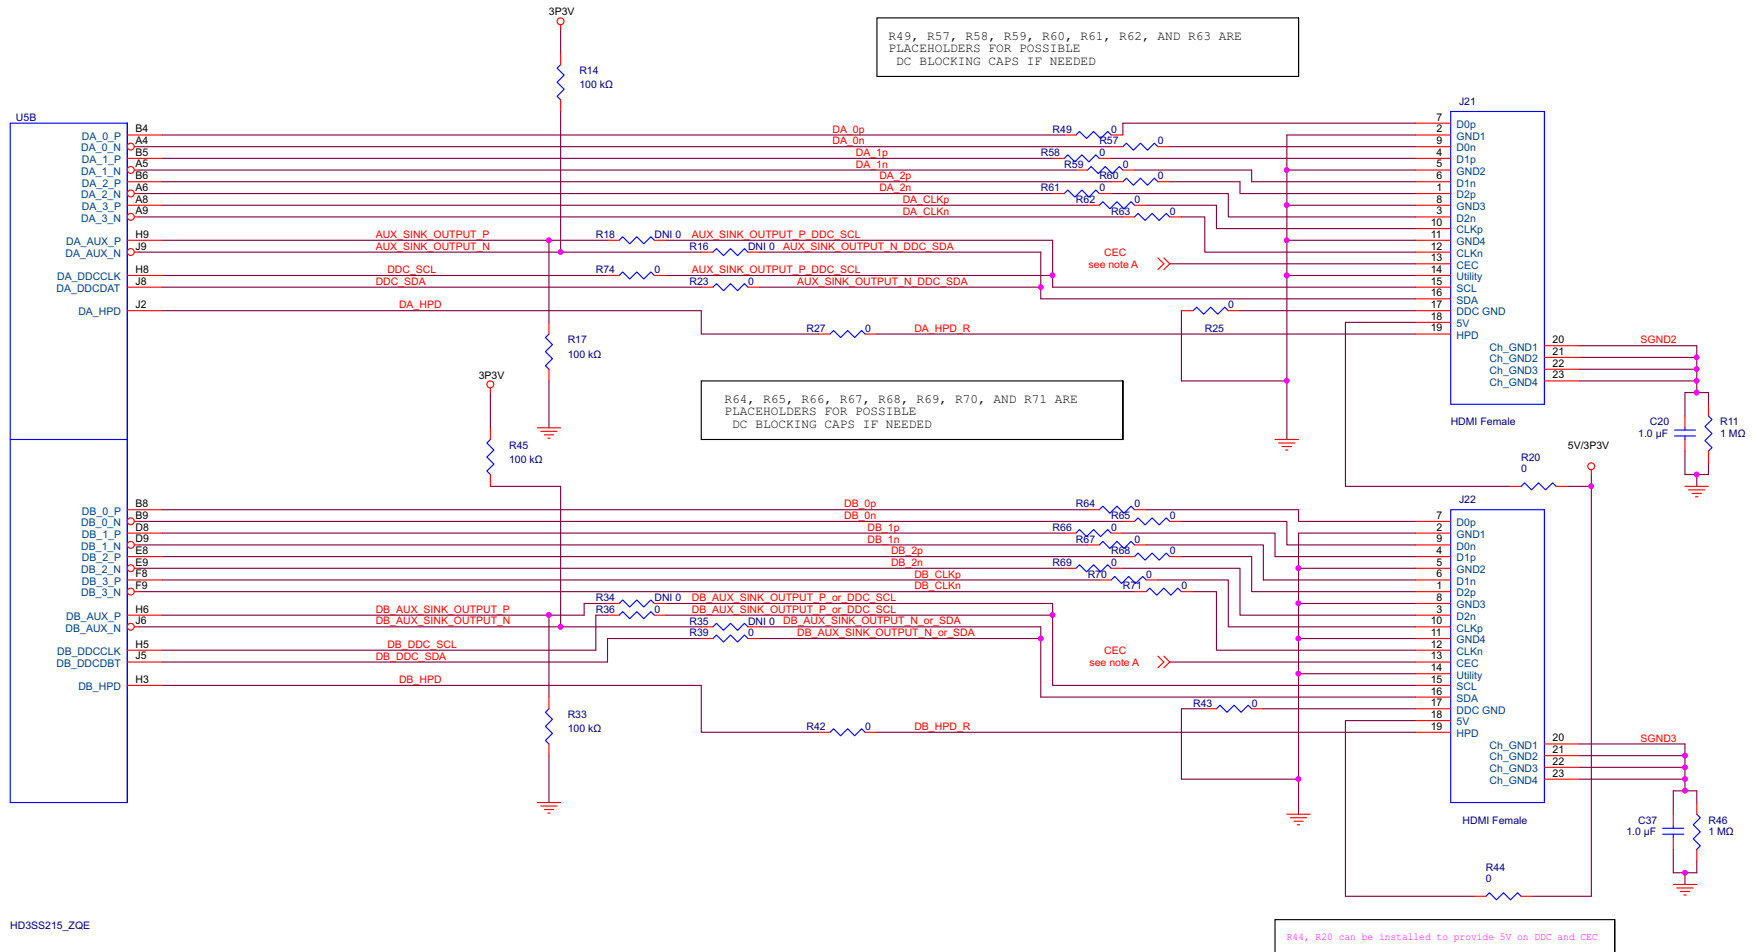 3P3V
R14
100 kΩ
R49, R57, R58, R59, R60, R61, R62, AND R63 ARE
PLACEHOLDERS FOR POSSIBLE
DC BLOCKING CAPS IF NEEDED
U5B
J21
DA_0_P B4 DA_0p R49 0 7 D0p
2 GND1
DA_0_N A4 DA_0n R57 0 9 D0n
DA_1_P B5 DA_1p R58 0 4 D1p
DA_1_N A5 DA_1n R59 0 5 GND2
DA_2_P B6 DA_2p R60 0 6 D1n
DA_2_N A6 DA_2n R61 0 1 D2p
DA_3_P A8 DA_CLKp R62 0 8 GND3
DA_3_N A9 DA_CLKn R63 0 3 D2n
10 CLKp
DA_AUX_P H9 AUX_SINK_OUTPUT_P R18 DNI 0 AUX_SINK_OUTPUT_P_DDC_SCL 11 GND4
DA_AUX_N J9 AUX_SINK_OUTPUT_N R16 DNI 0 AUX_SINK_OUTPUT_N_DDC_SDA 12 CLKn
CEC
see note A
13 CEC
DA_DDCCLK H8 DDC_SCL R74 0 AUX_SINK_OUTPUT_P_DDC_SCL 14 Utility
DA_DDCDAT J8 DDC_SDA R23 0 AUX_SINK_OUTPUT_N_DDC_SDA 15 SCL
16 SDA
DA_HPD J2 DA_HPD 0 17 DDC GND
18 5V
R27 0 DA_HPD_R R25 19 HPD
R17
100 kΩ
Ch_GND1 20 SGND2
Ch_GND2 21
Ch_GND3 22
Ch_GND4 23
HDMI Female
C20
1.0 µF
R11
1 MΩ
3P3V
R45
100 kΩ
R64, R65, R66, R67, R68, R69, R70, AND R71 ARE
PLACEHOLDERS FOR POSSIBLE
DC BLOCKING CAPS IF NEEDED
5V/3P3V
R20
0
J22
DB_0_P B8 DB_0p R64 0 7 D0p
DB_0_N B9 DB_0n R65 0 2 GND1
DB_1_P D8 DB_1p R66 0 9 D0n
DB_1_N D9 DB_1n R67 0 4 D1p
DB_2_P E8 DB_2p R68 0 5 GND2
DB_2_N E9 DB_2n R69 0 6 D1n
DB_3_P F8 DB_CLKp R70 0 1 D2p
DB_3_N F9 DB_CLKn R71 0 8 GND3
R34 DNI 0 DB_AUX_SINK_OUTPUT_P_or_DDC_SCL
DB_AUX_P H6 DB_AUX_SINK_OUTPUT_P R36 0 DB_AUX_SINK_OUTPUT_P_or_DDC_SCL 3 D2n
DB_AUX_N J6 DB_AUX_SINK_OUTPUT_N R35 DNI 0 DB_AUX_SINK_OUTPUT_N_or_SDA 10 CLKp
R39 0 DB_AUX_SINK_OUTPUT_N_or_SDA 11 GND4
DB_DDCCLK H5 DB_DDC_SCL 12 CLKn
DB_DDCDBT J5 DB_DDC_SDA
CEC
see note A
13 CEC
14 Utility
DB_HPD H3 DB_HPD 15 SCL
16 SDA
R43 0 17 DDC GND
18 5V
R42 0 DB_HPD_R 19 HPD
R33
100 kΩ
Ch_GND1 20 SGND3
Ch_GND2 21
Ch_GND3 22
Ch_GND4 23
HDMI Female
C37
1.0 µF
R46
1 MΩ
R44
0
HD3SS215_ZQE
R44, R20 can be installed to provide 5V on DDC and CEC